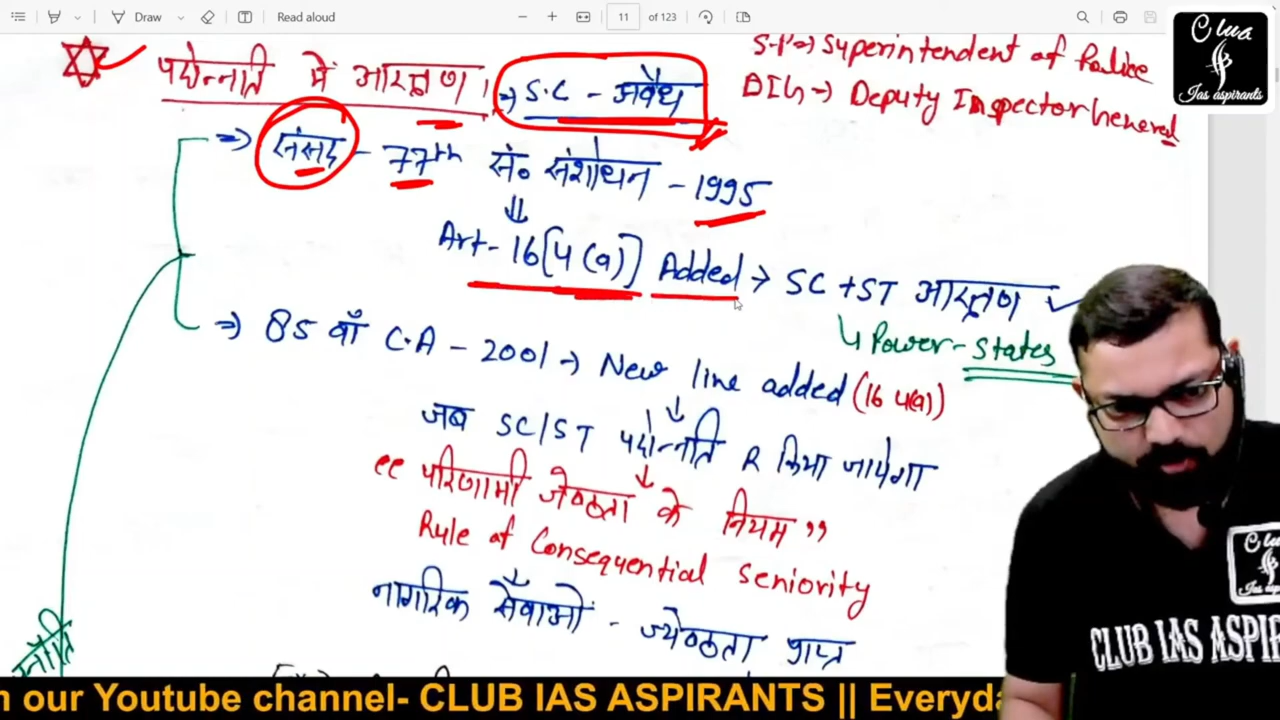 Draw
Read aloud
11 of 123
पदोन्नति में आरक्षण। → S.C - अवैध
S.P → Superintendent of Police
DIG → Deputy Inspector General
⇒ संसद - 77th सं० संशोधन - 1995
⇓
Art - 16[4(a)] Added → SC + ST आरक्षण ✓
↳ Power - States
⇒ 85 वाँ C.A - 2001 → New line added (16 4(a))
↓
जब SC/ST पदोन्नति R किया जायेगा
↓
“परिणामी जेष्ठता के नियम”
Rule of Consequential Seniority
↓
नागरिक सेवाओं - ज्येष्ठता प्राप्त
Club
Ias aspirants
CLUB IAS ASPIRANTS
n our Youtube channel- CLUB IAS ASPIRANTS || Everyda